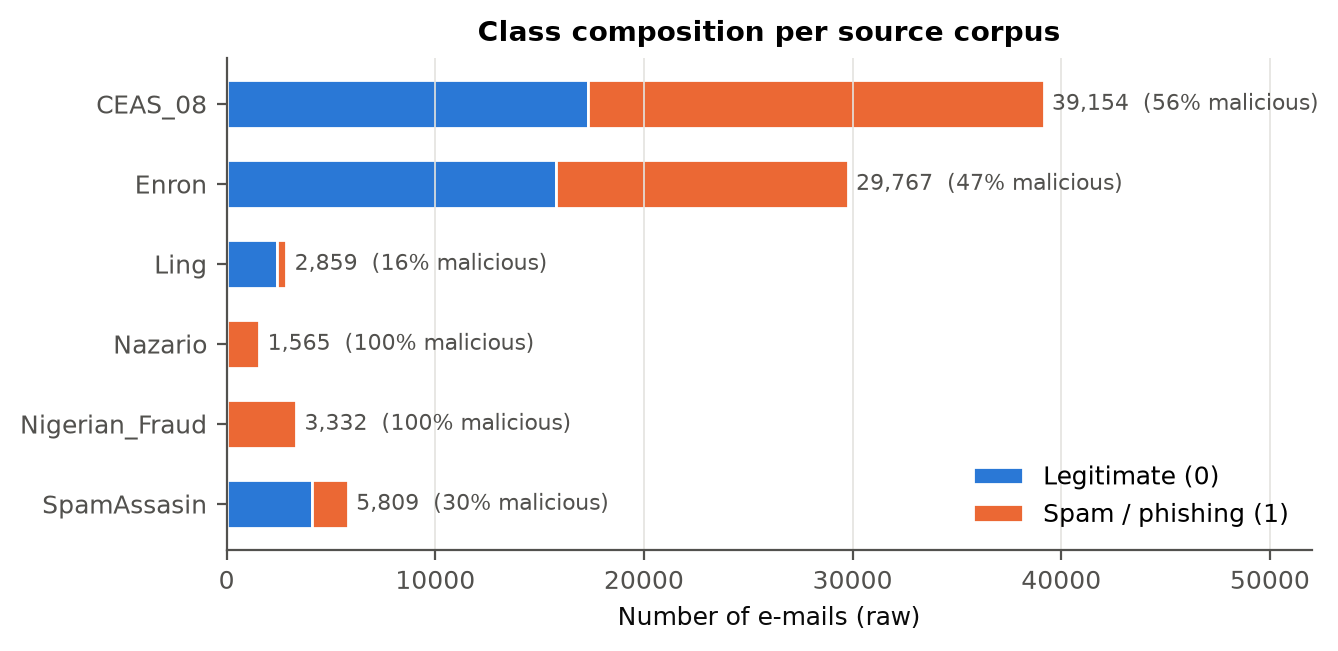 Class composition per source corpus
CEAS_08
39,154 (56% malicious)
Enron
29,767 (47% malicious)
Ling
2,859 (16% malicious)
Nazario
1,565 (100% malicious)
Nigerian_Fraud
3,332 (100% malicious)
SpamAssasin
5,809 (30% malicious)
Legitimate (0)
Spam / phishing (1)
0 10000 20000 30000 40000 50000
Number of e-mails (raw)